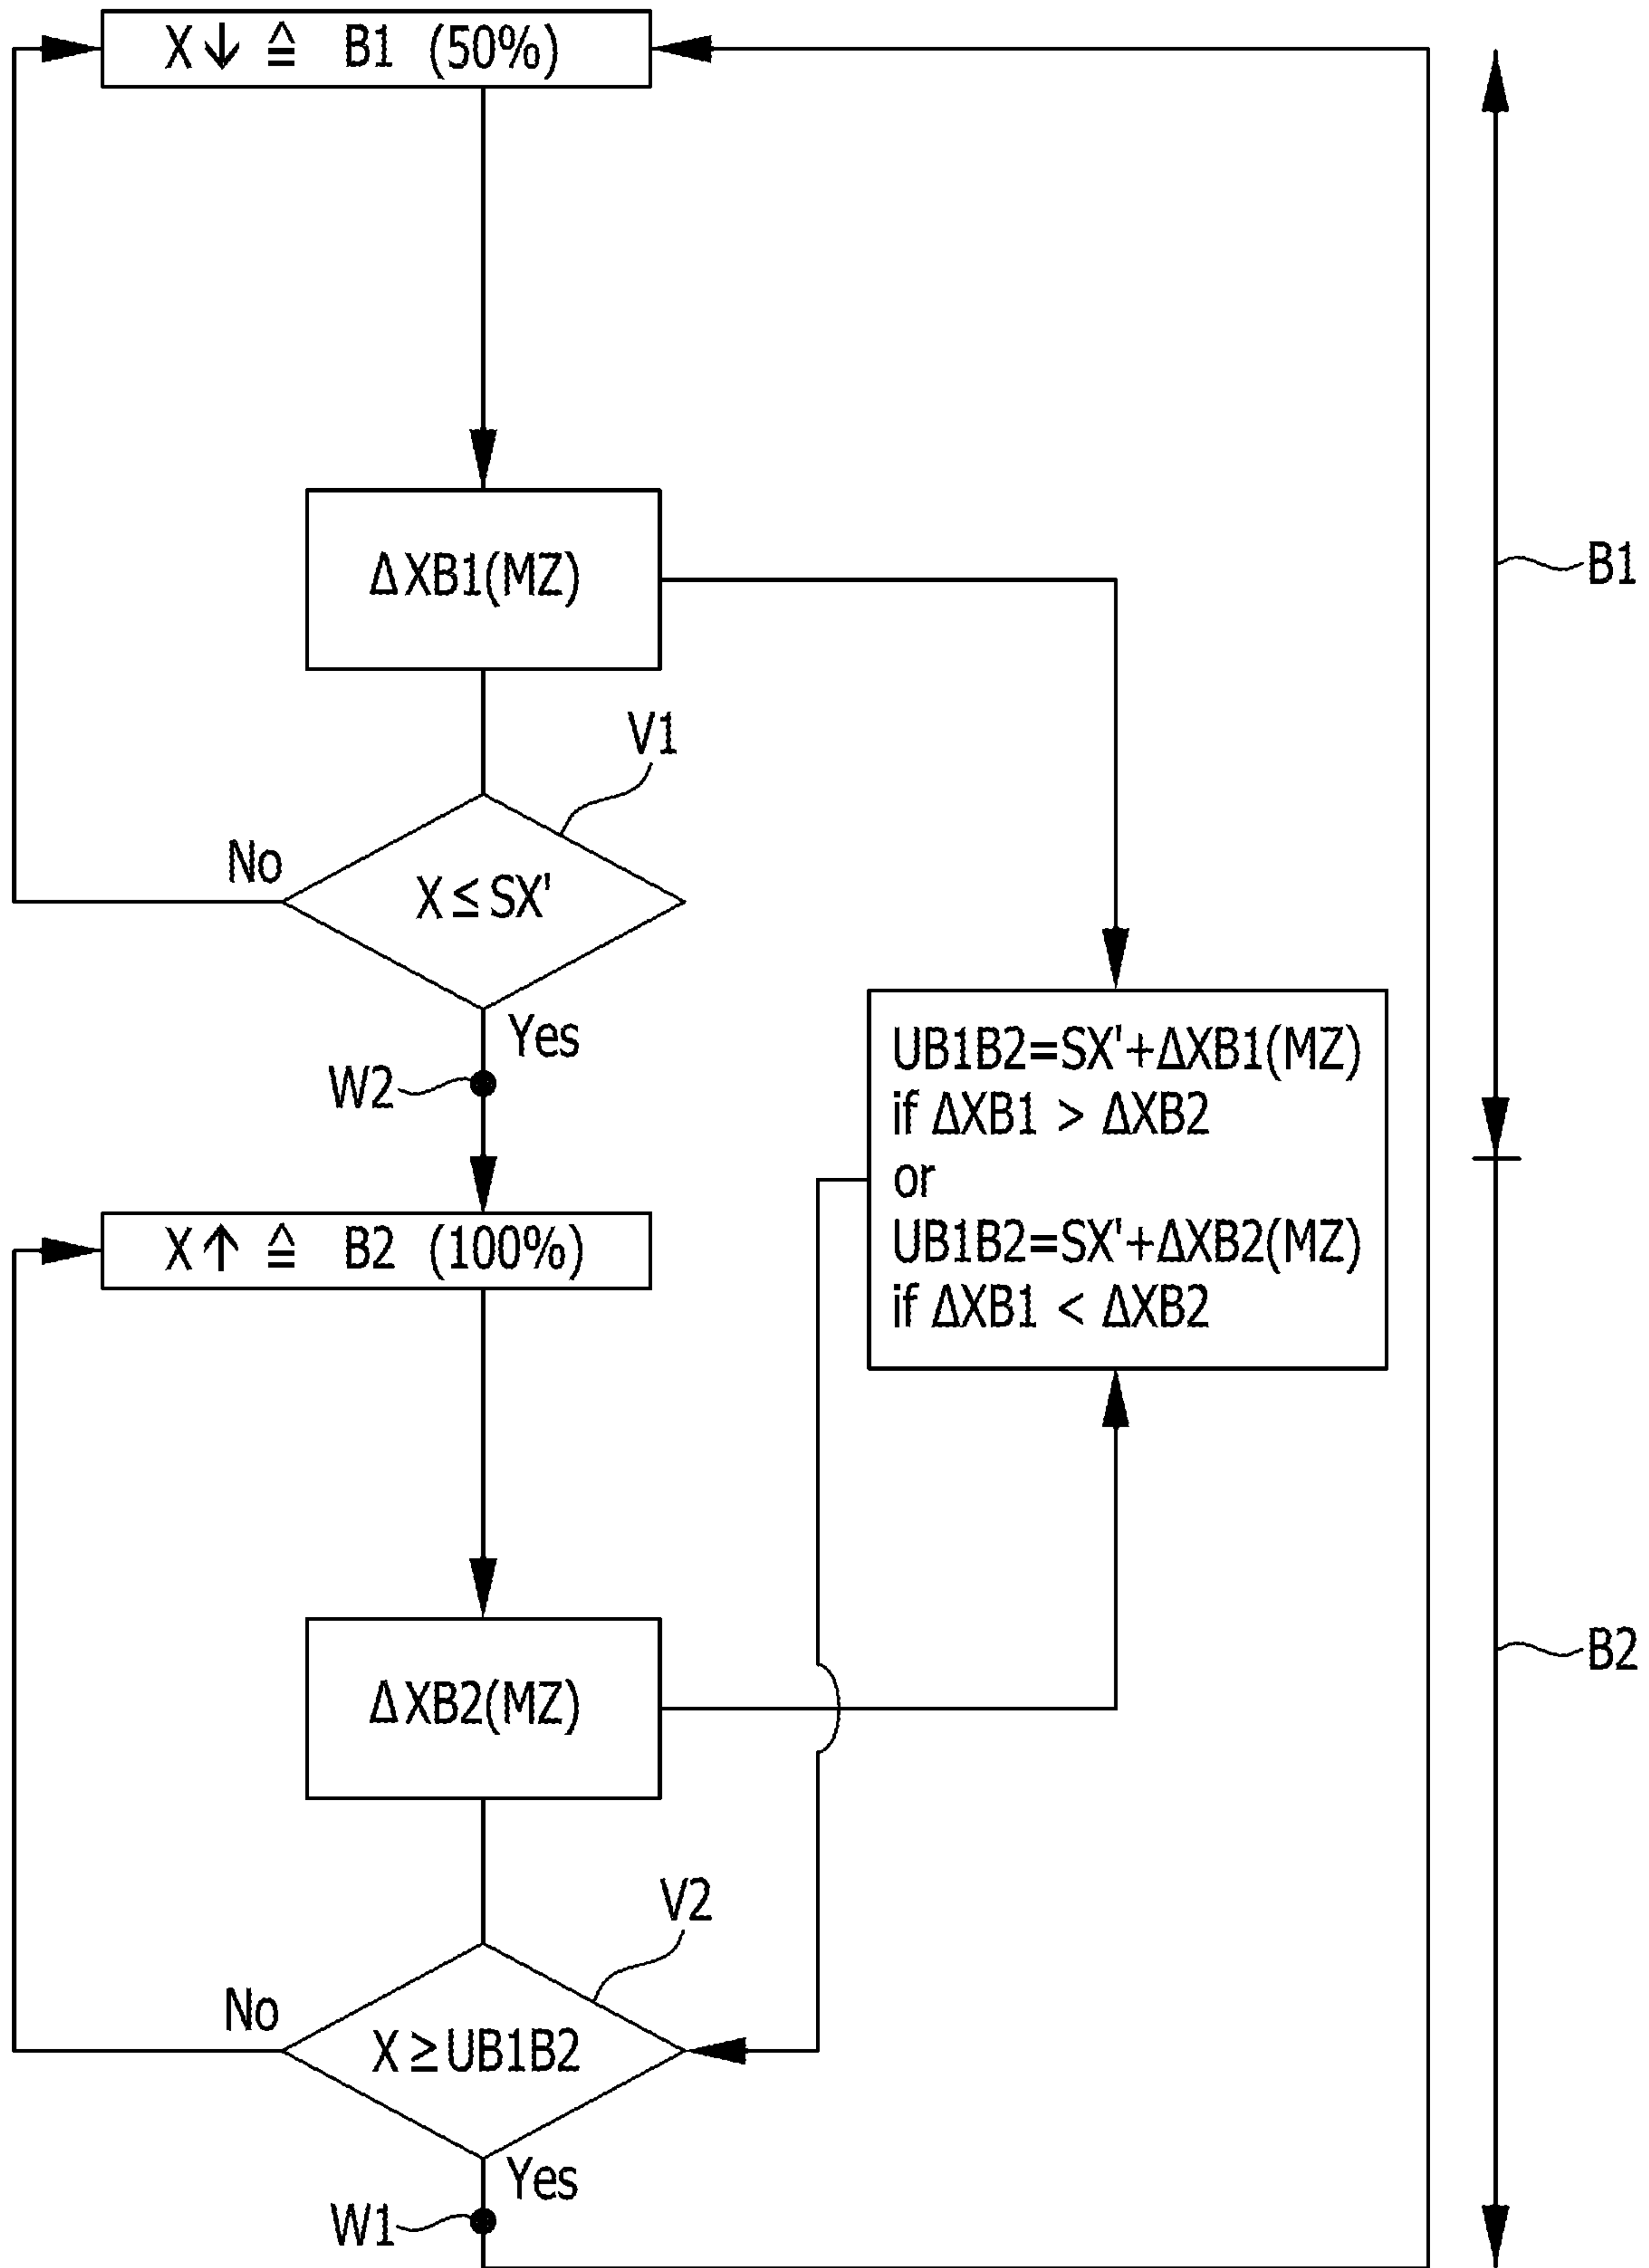 X↓ ≙ B1 (50%)
ΔXB1(MZ)
B1
V1
No
X≤SX'
Yes
W2
UB1B2=SX'+ΔXB1(MZ)
if ΔXB1 > ΔXB2
or
UB1B2=SX'+ΔXB2(MZ)
if ΔXB1 < ΔXB2
X↑ ≙ B2 (100%)
B2
ΔXB2(MZ)
V2
No
X≥UB1B2
Yes
W1